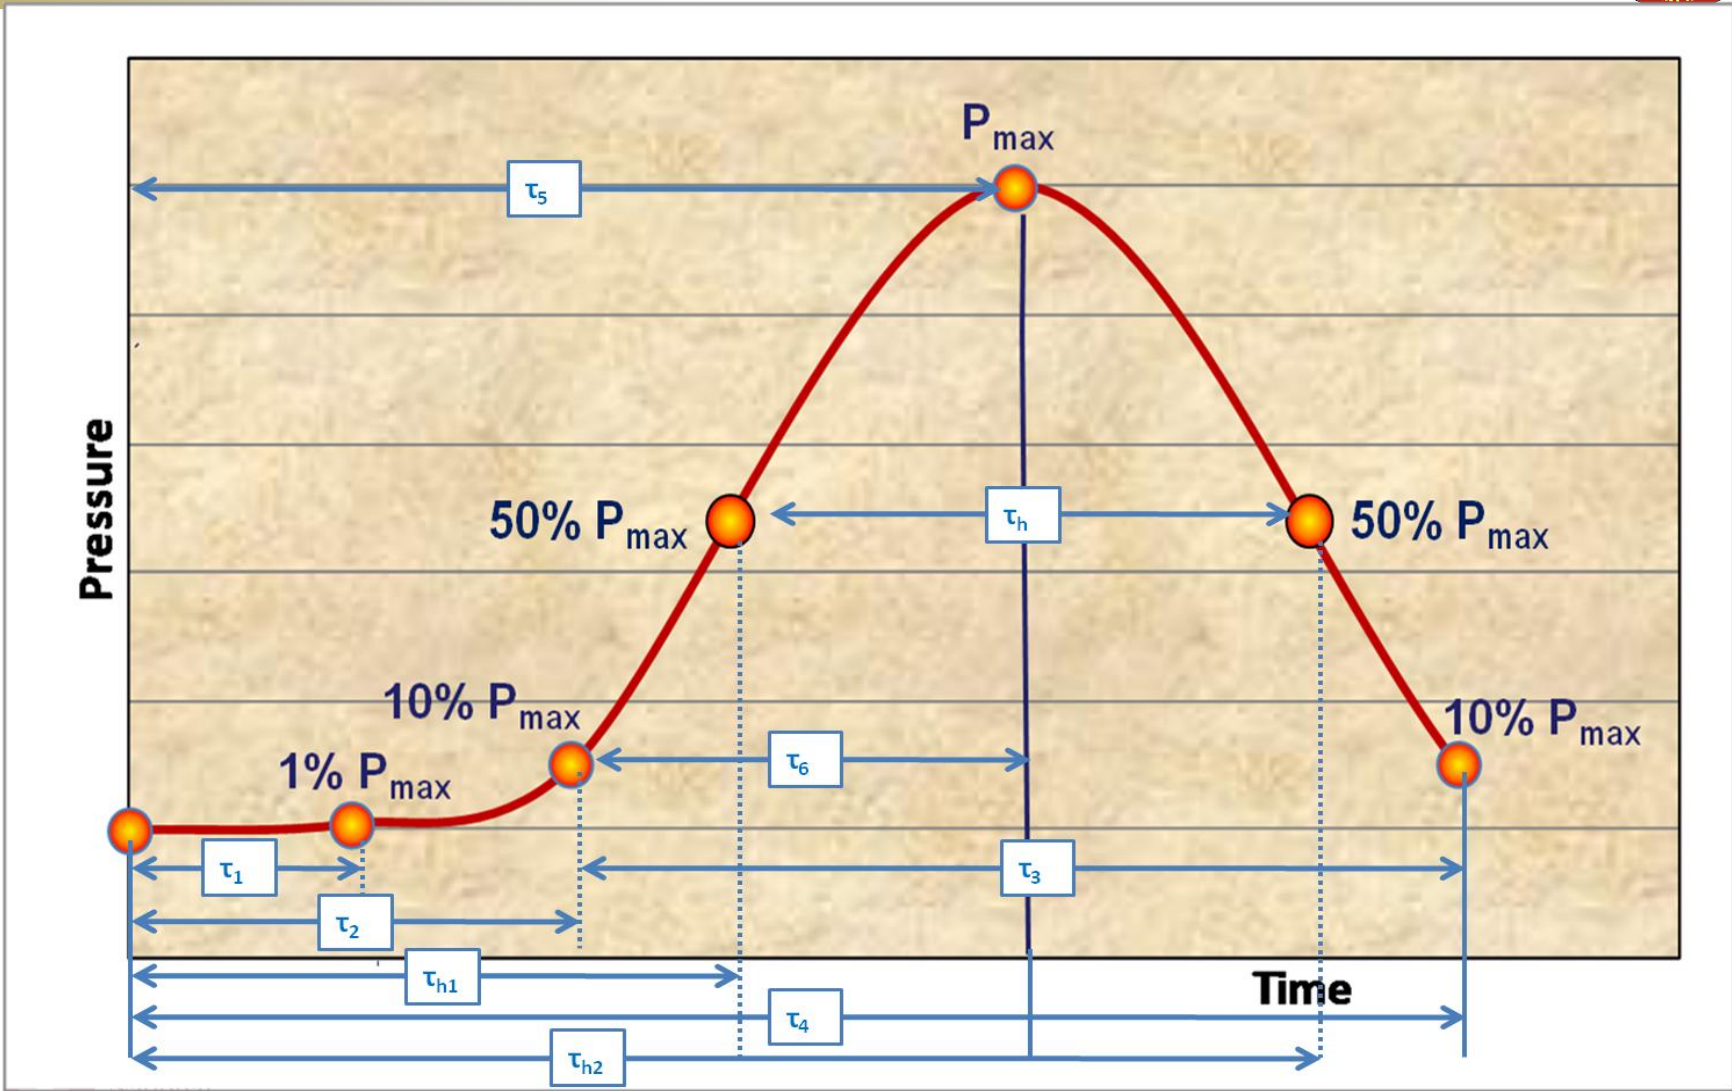 Pmax
τ5
50% Pmax
τh
50% Pmax
Pressure
10% Pmax
10% Pmax
τ6
1% Pmax
τ1
τ3
τ2
τh1
Time
τ4
τh2